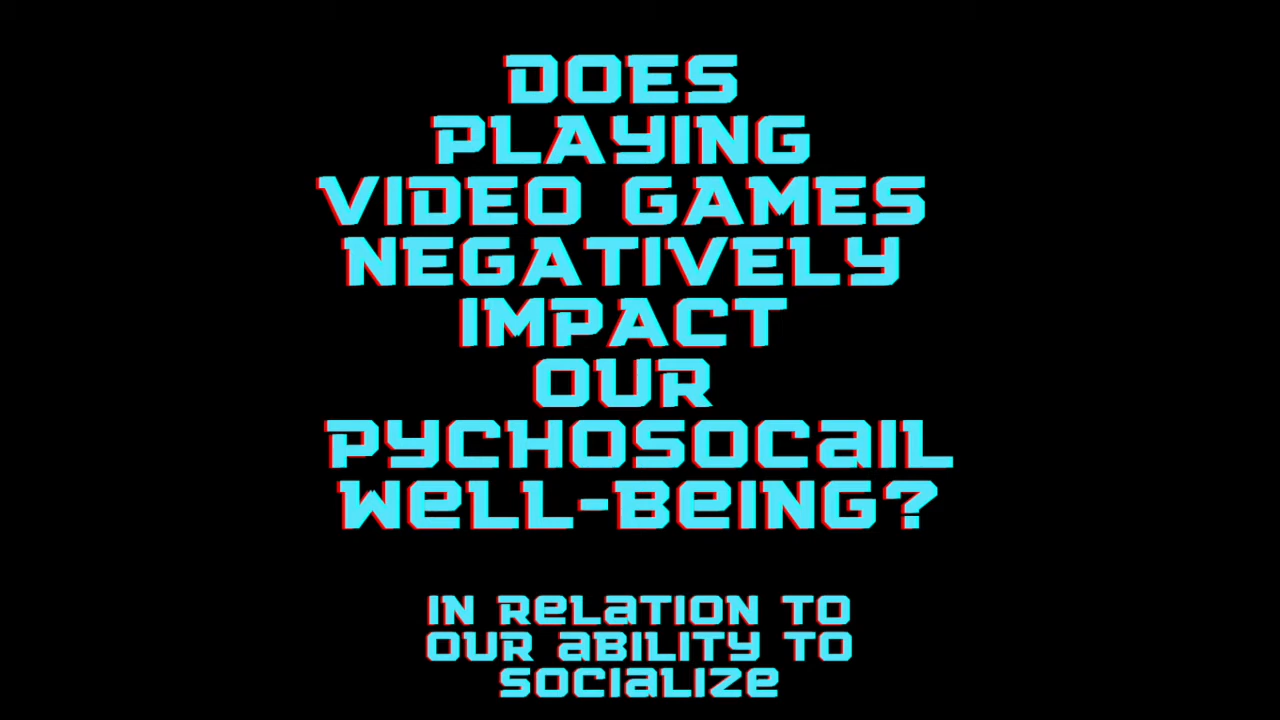 DOES
PLAYING
VIDEO GAMES
NEGATIVELY
IMPACT
OUR
PYCHOSOCaIL
WeLL-BeING?
IN ReLaTION TO
OUR aBILITY TO
SOCIaLIZe